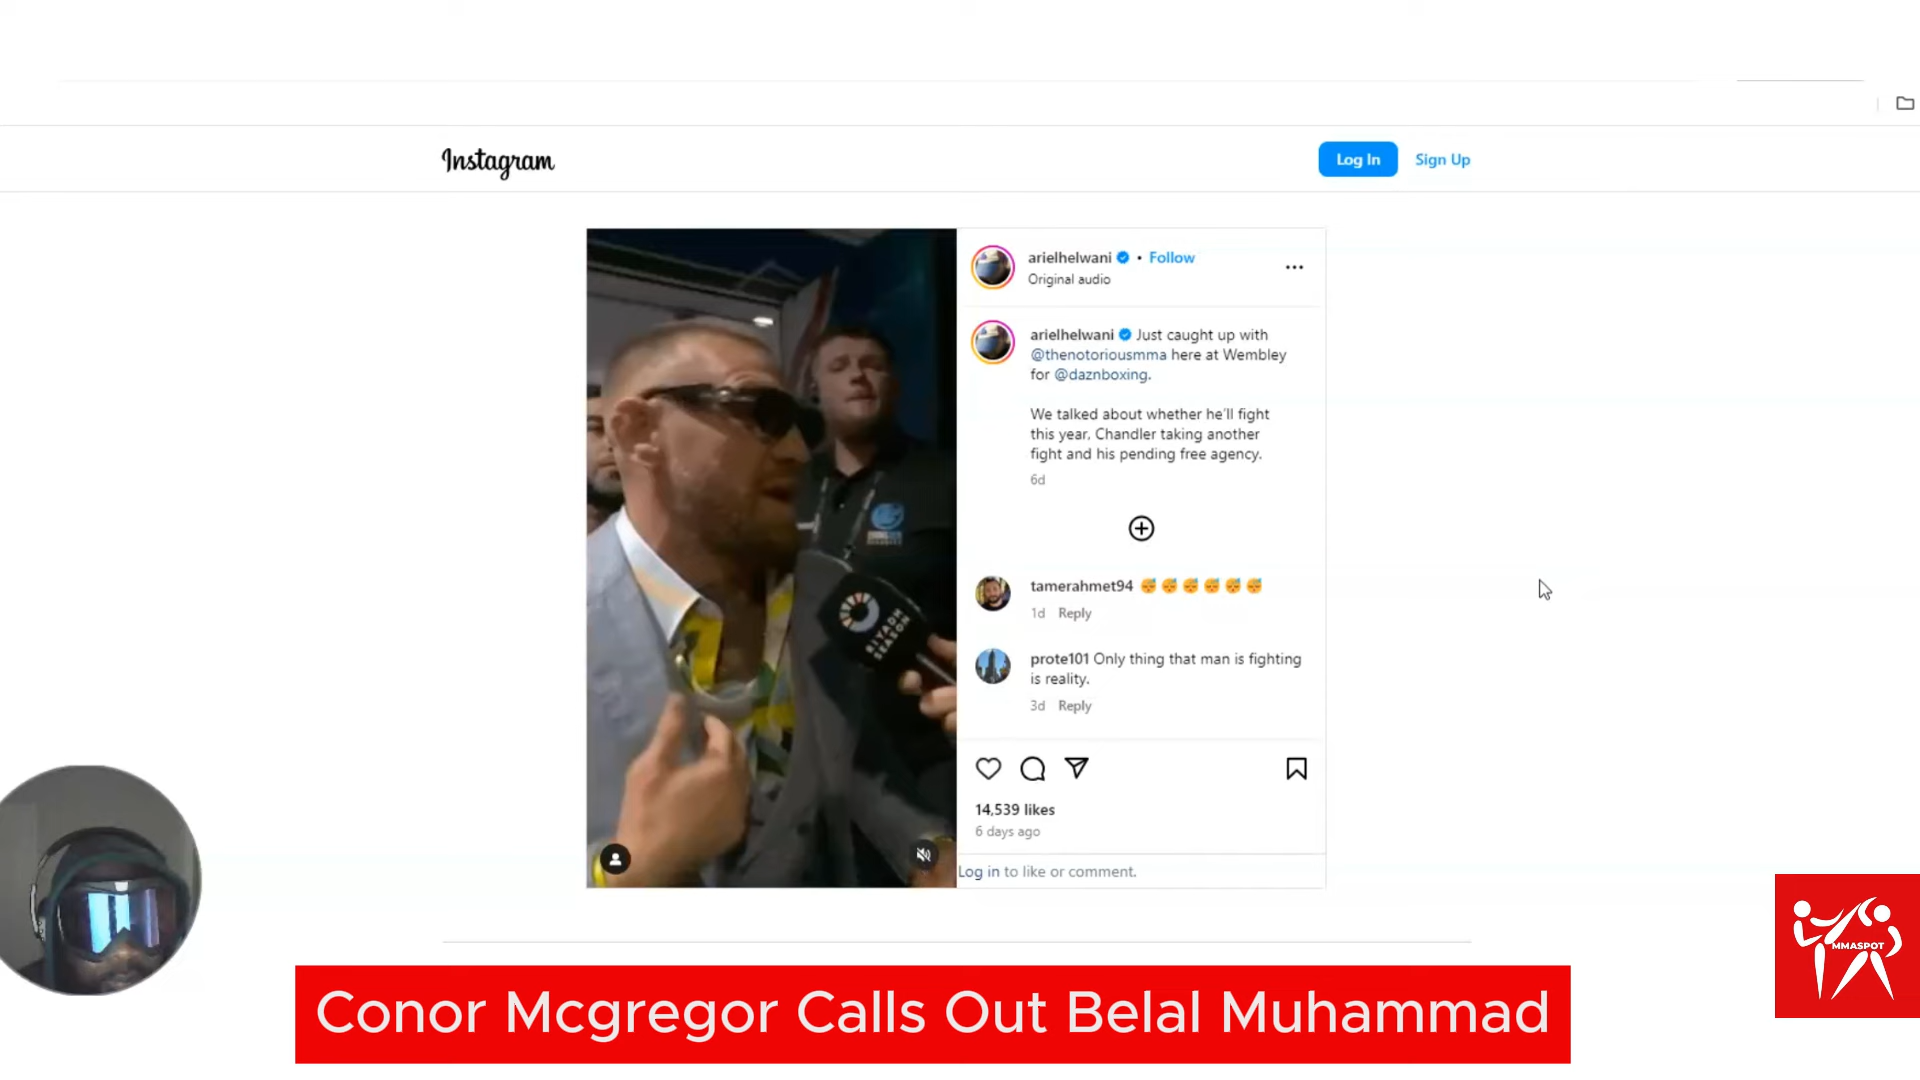 Instagram
Log In
Sign Up
arielhelwani • Follow
Original audio
arielhelwani Just caught up with
@thenotoriousmma here at Wembley
for @daznboxing.
We talked about whether he'll fight
this year, Chandler taking another
fight and his pending free agency.
6d
tamerahmet94 😴😴😴😴😴😴
1d Reply
prote101 Only thing that man is fighting
is reality.
3d Reply
14,539 likes
6 days ago
Log in to like or comment.
RIYADH
SEASON
MMASPOT
Conor Mcgregor Calls Out Belal Muhammad